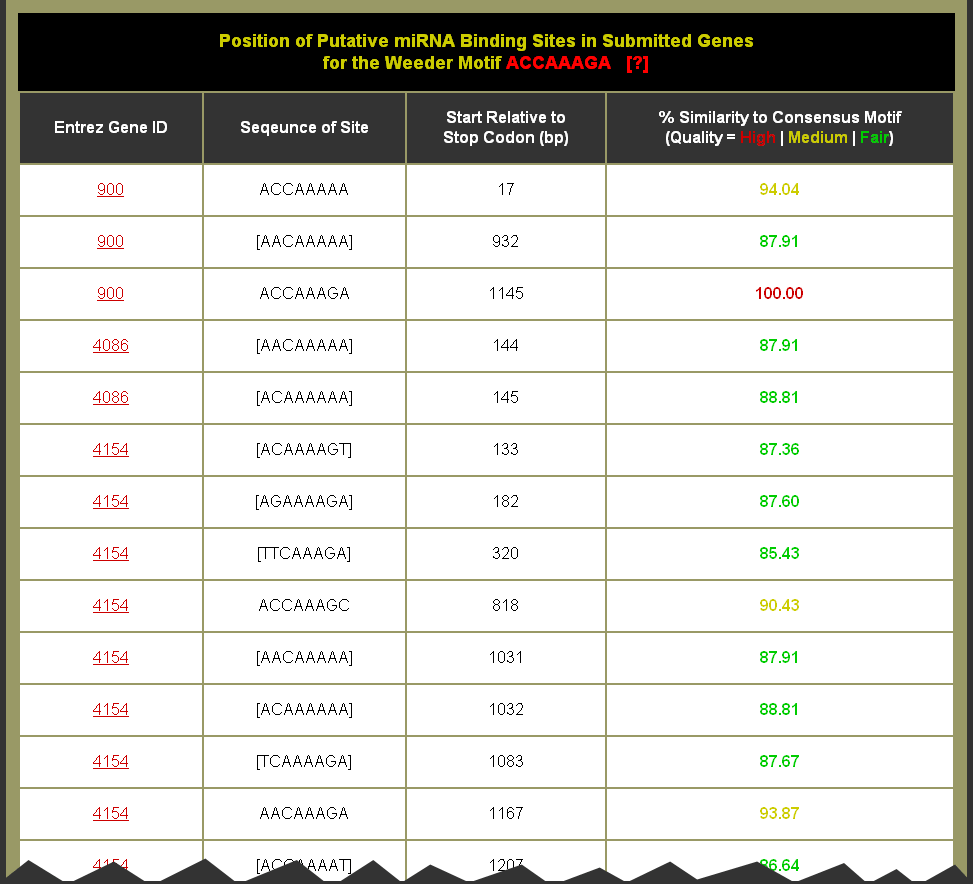 Position of Putative miRNA Binding Sites in Submitted Genes
for the Weeder Motif ACCAAAGA [?]
Entrez Gene ID Seqeunce of Site Start Relative to Stop Codon (bp) % Similarity to Consensus Motif (Quality = High | Medium | Fair)
900 ACCAAAAA 17 94.04
900 [AACAAAAA] 932 87.91
900 ACCAAAGA 1145 100.00
4086 [AACAAAAA] 144 87.91
4086 [ACAAAAAA] 145 88.81
4154 [ACAAAAGT] 133 87.36
4154 [AGAAAAGA] 182 87.60
4154 [TTCAAAGA] 320 85.43
4154 ACCAAAGC 818 90.43
4154 [AACAAAAA] 1031 87.91
4154 [ACAAAAAA] 1032 88.81
4154 [TCAAAAGA] 1083 87.67
4154 AACAAAGA 1167 93.87
4154 [ACCAAAAT] 1207 86.64